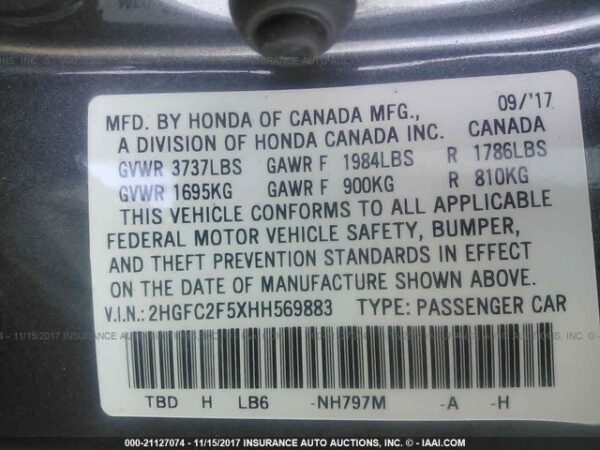 MFD. BY HONDA OF CANADA MFG., 09/'17
A DIVISION OF HONDA CANADA INC. CANADA
GVWR 3737LBS GAWR F 1984LBS R 1786LBS
GVWR 1695KG GAWR F 900KG R 810KG
THIS VEHICLE CONFORMS TO ALL APPLICABLE
FEDERAL MOTOR VEHICLE SAFETY, BUMPER,
AND THEFT PREVENTION STANDARDS IN EFFECT
ON THE DATE OF MANUFACTURE SHOWN ABOVE.
V.I.N.: 2HGFC2F5XHH569883 TYPE: PASSENGER CAR
TBD H LB6 -NH797M -A -H
000-21127074 - 11/15/2017 INSURANCE AUTO AUCTIONS, INC. - © IAAI.COM